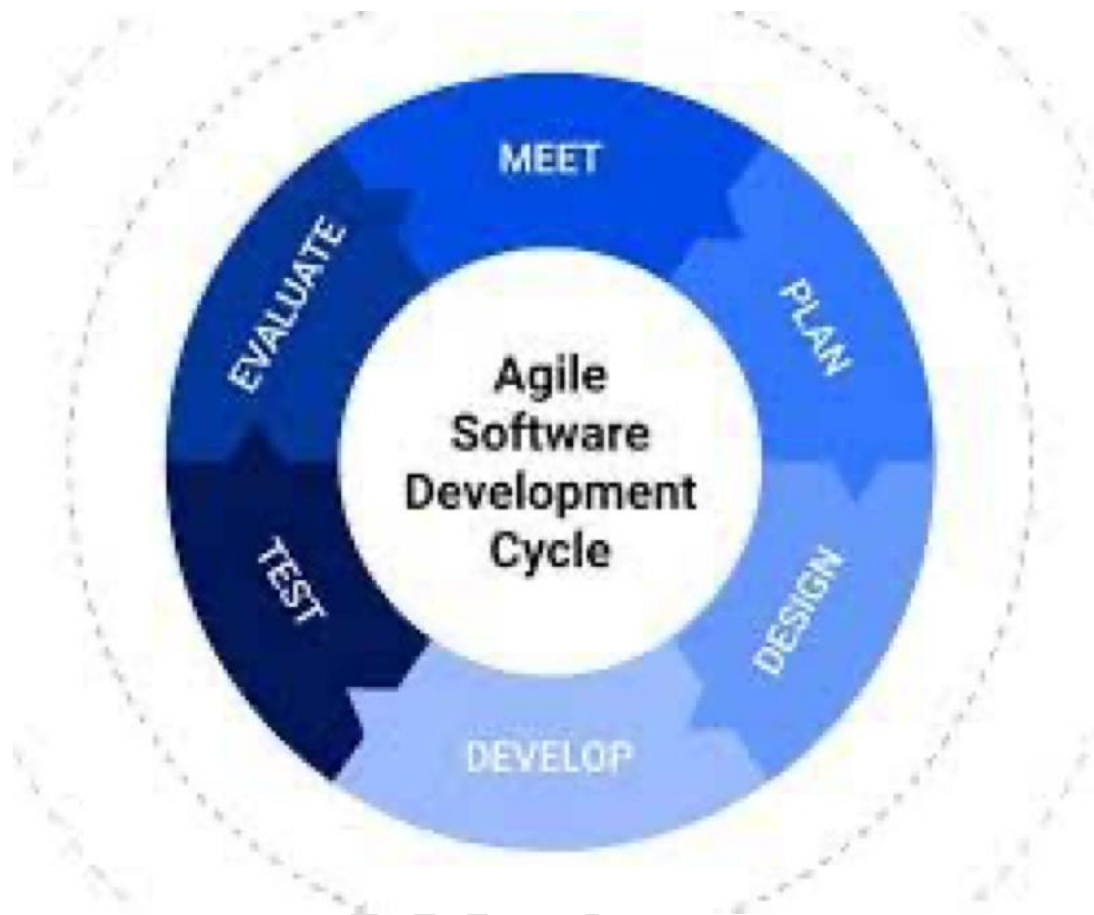 MEET
PLAN
EVALUATE
Agile
Software
Development
Cycle
DESIGN
TEST
DEVELOP